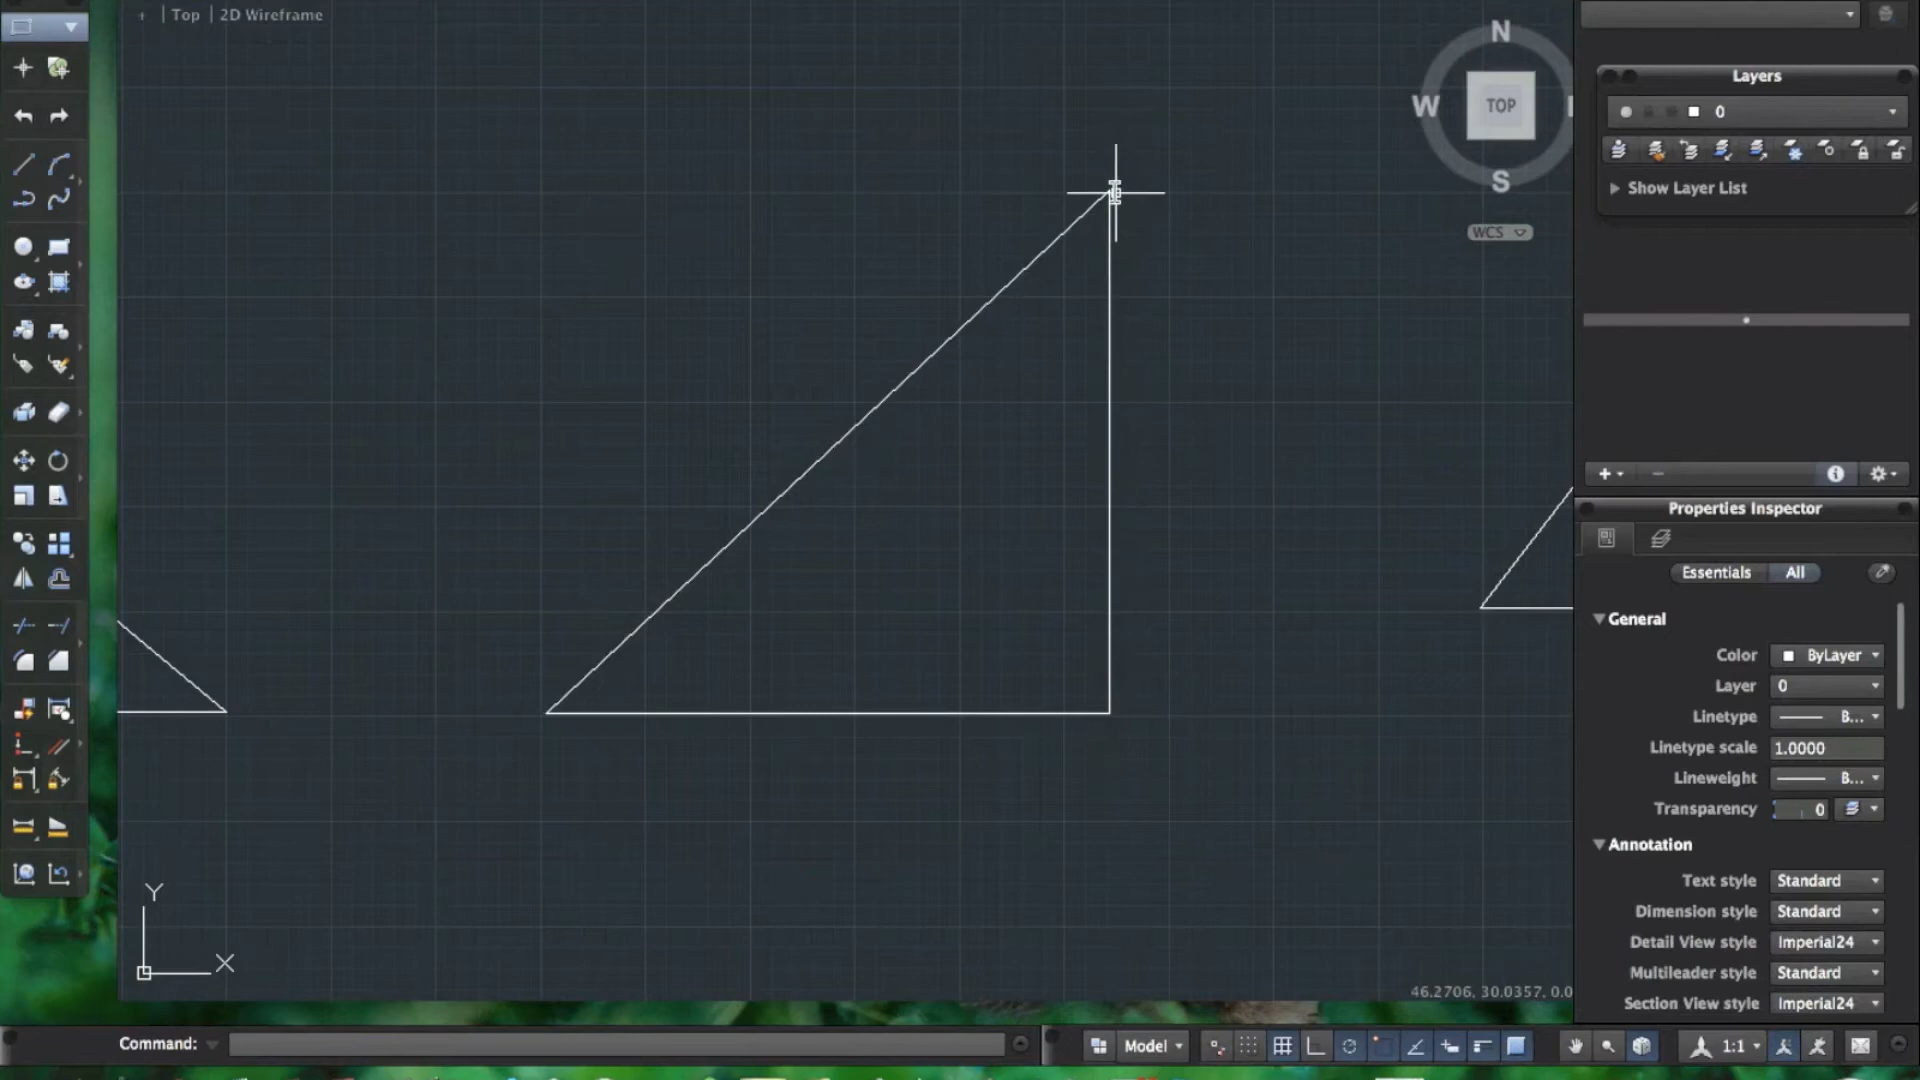 + | Top | 2D Wireframe
N
W
TOP
S
WCS
Layers
0
Show Layer List
Properties Inspector
Essentials All
General
Color ByLayer
Layer 0
Linetype B...
Linetype scale 1.0000
Lineweight B...
Transparency 0
Annotation
Text style Standard
Dimension style Standard
Detail View style Imperial24
Multileader style Standard
Section View style Imperial24
Y
X
46.2706, 30.0357, 0.0
Command:
Model
1:1